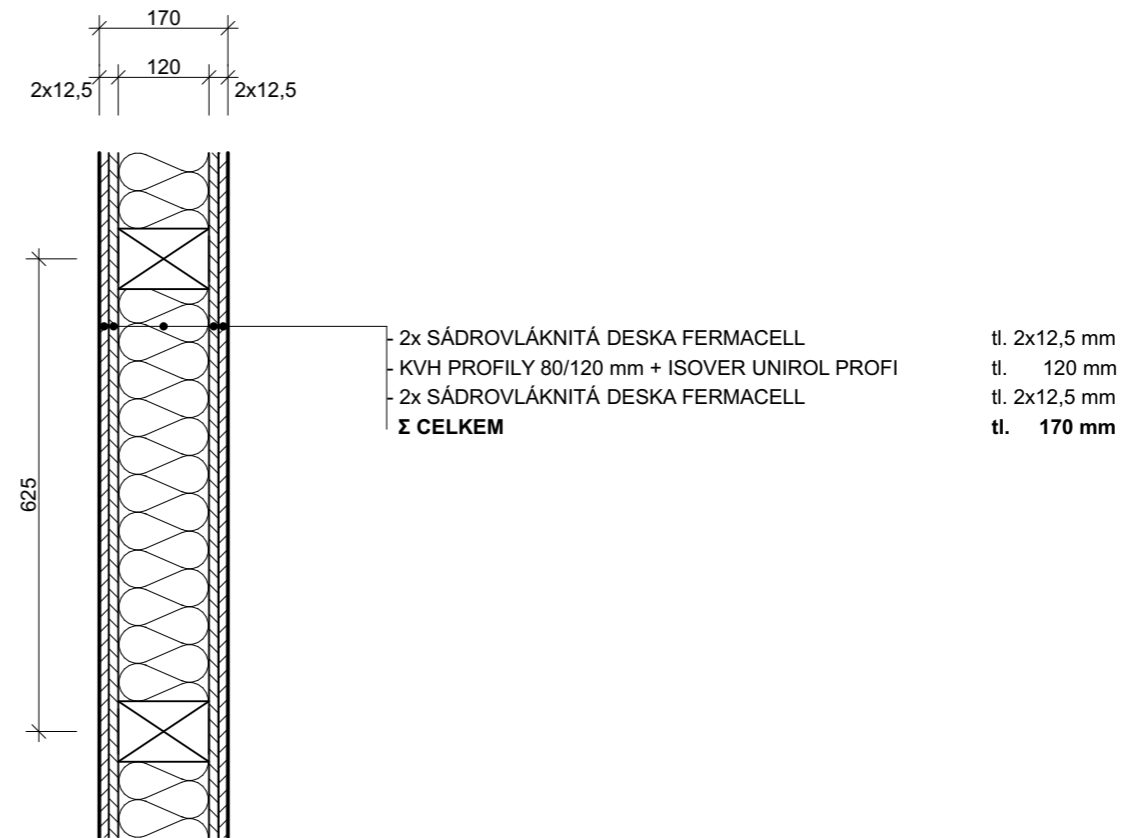 170
120
2x12,5
2x12,5
- 2x SÁDROVLÁKNITÁ DESKA FERMACELL tl. 2x12,5 mm
- KVH PROFILY 80/120 mm + ISOVER UNIROL PROFI tl. 120 mm
- 2x SÁDROVLÁKNITÁ DESKA FERMACELL tl. 2x12,5 mm
Σ CELKEM tl. 170 mm
625